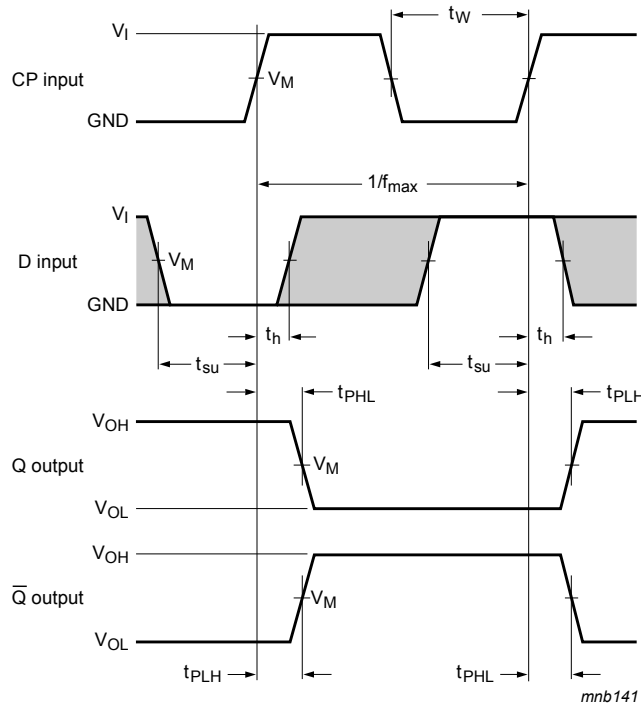 t_W
V_I
CP input
V_M
GND
1/f_max
V_I
D input
V_M
GND
t_h
t_h
t_su
t_su
t_PHL
t_PLH
V_OH
Q output
V_M
V_OL
V_OH
Q̅ output
V_M
V_OL
t_PLH
t_PHL
mnb141